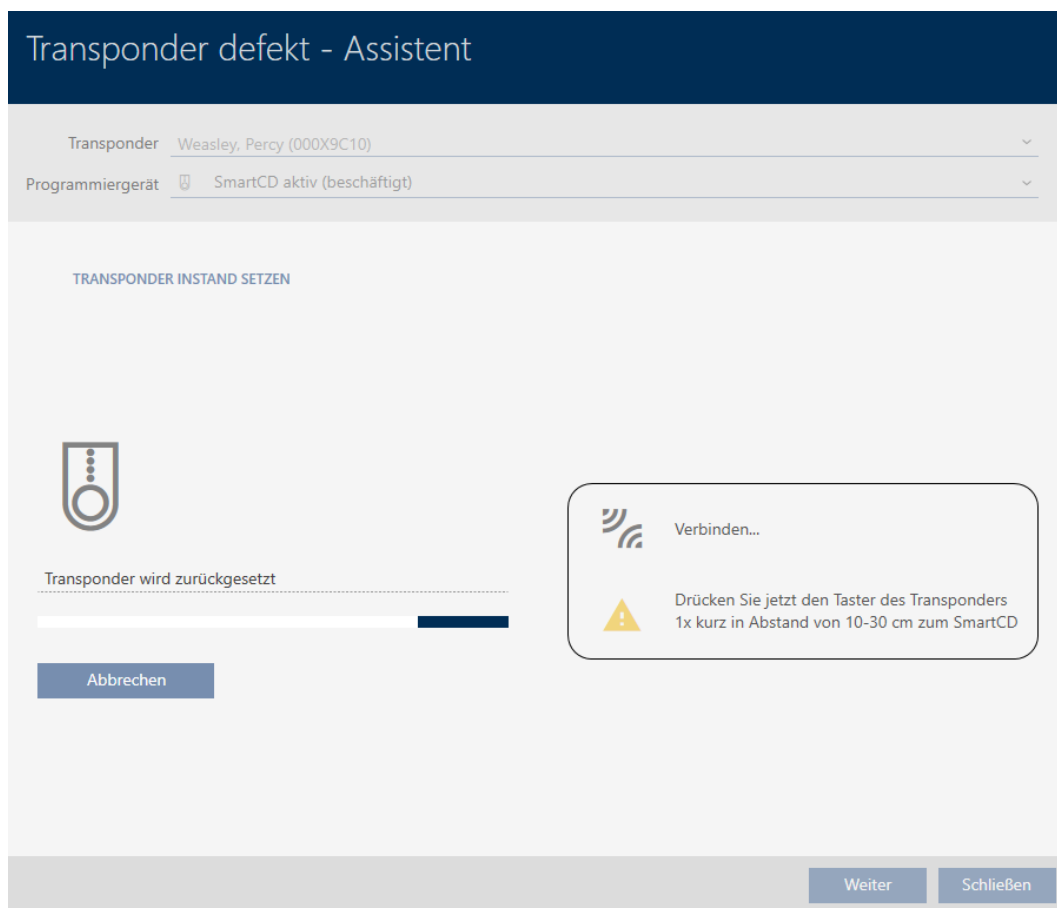 Transponder defekt - Assistent
Transponder Weasley, Percy (000X9C10)
Programmiergerät SmartCD aktiv (beschäftigt)
TRANSPONDER INSTAND SETZEN
Transponder wird zurückgesetzt
Abbrechen
Verbinden...
Drücken Sie jetzt den Taster des Transponders
1x kurz in Abstand von 10-30 cm zum SmartCD
Weiter Schließen